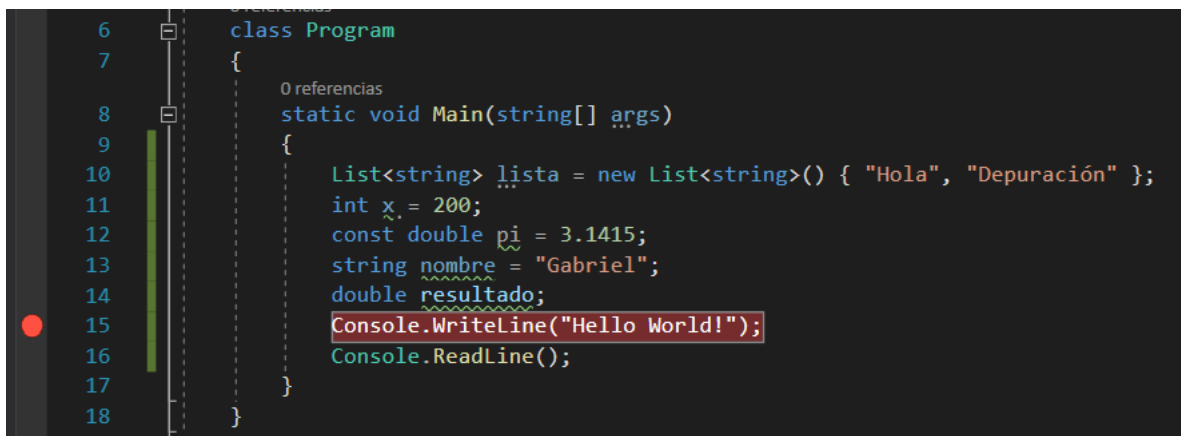 6 class Program
7 {
0 referencias
8 static void Main(string[] args)
9 {
10 List<string> lista = new List<string>() { "Hola", "Depuración" };
11 int x = 200;
12 const double pi = 3.1415;
13 string nombre = "Gabriel";
14 double resultado;
15 Console.WriteLine("Hello World!");
16 Console.ReadLine();
17 }
18 }